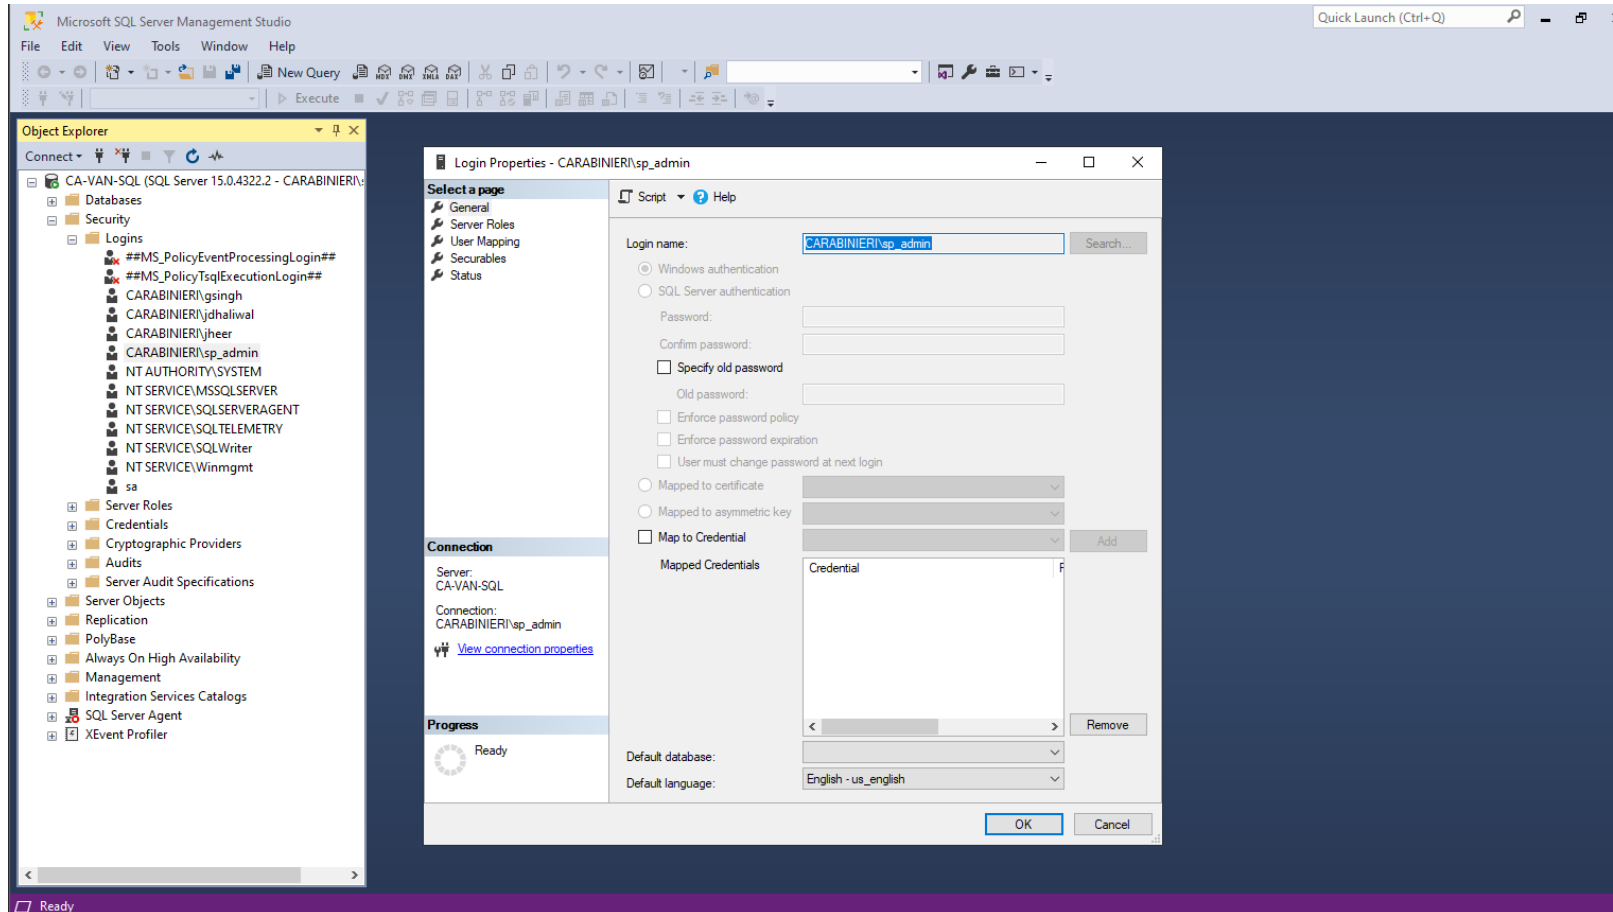 Microsoft SQL Server Management Studio
Quick Launch (Ctrl+Q)
File Edit View Tools Window Help
New Query MDX DMX XMLA DAX
Execute
Object Explorer
Connect
CA-VAN-SQL (SQL Server 15.0.4322.2 - CARABINIERI\
Databases
Security
Logins
##MS_PolicyEventProcessingLogin##
##MS_PolicyTsqlExecutionLogin##
CARABINIERI\gsingh
CARABINIERI\jdhaliwal
CARABINIERI\jheer
CARABINIERI\sp_admin
NT AUTHORITY\SYSTEM
NT SERVICE\MSSQLSERVER
NT SERVICE\SQLSERVERAGENT
NT SERVICE\SQLTELEMETRY
NT SERVICE\SQLWriter
NT SERVICE\Winmgmt
sa
Server Roles
Credentials
Cryptographic Providers
Audits
Server Audit Specifications
Server Objects
Replication
PolyBase
Always On High Availability
Management
Integration Services Catalogs
SQL Server Agent
XEvent Profiler
Login Properties - CARABINIERI\sp_admin
Select a page
General
Server Roles
User Mapping
Securables
Status
Connection
Server:
CA-VAN-SQL
Connection:
CARABINIERI\sp_admin
View connection properties
Progress
Ready
Script Help
Login name: CARABINIERI\sp_admin Search...
Windows authentication
SQL Server authentication
Password:
Confirm password:
Specify old password
Old password:
Enforce password policy
Enforce password expiration
User must change password at next login
Mapped to certificate
Mapped to asymmetric key
Map to Credential Add
Mapped Credentials Credential
Remove
Default database:
Default language: English - us_english
OK Cancel
Ready